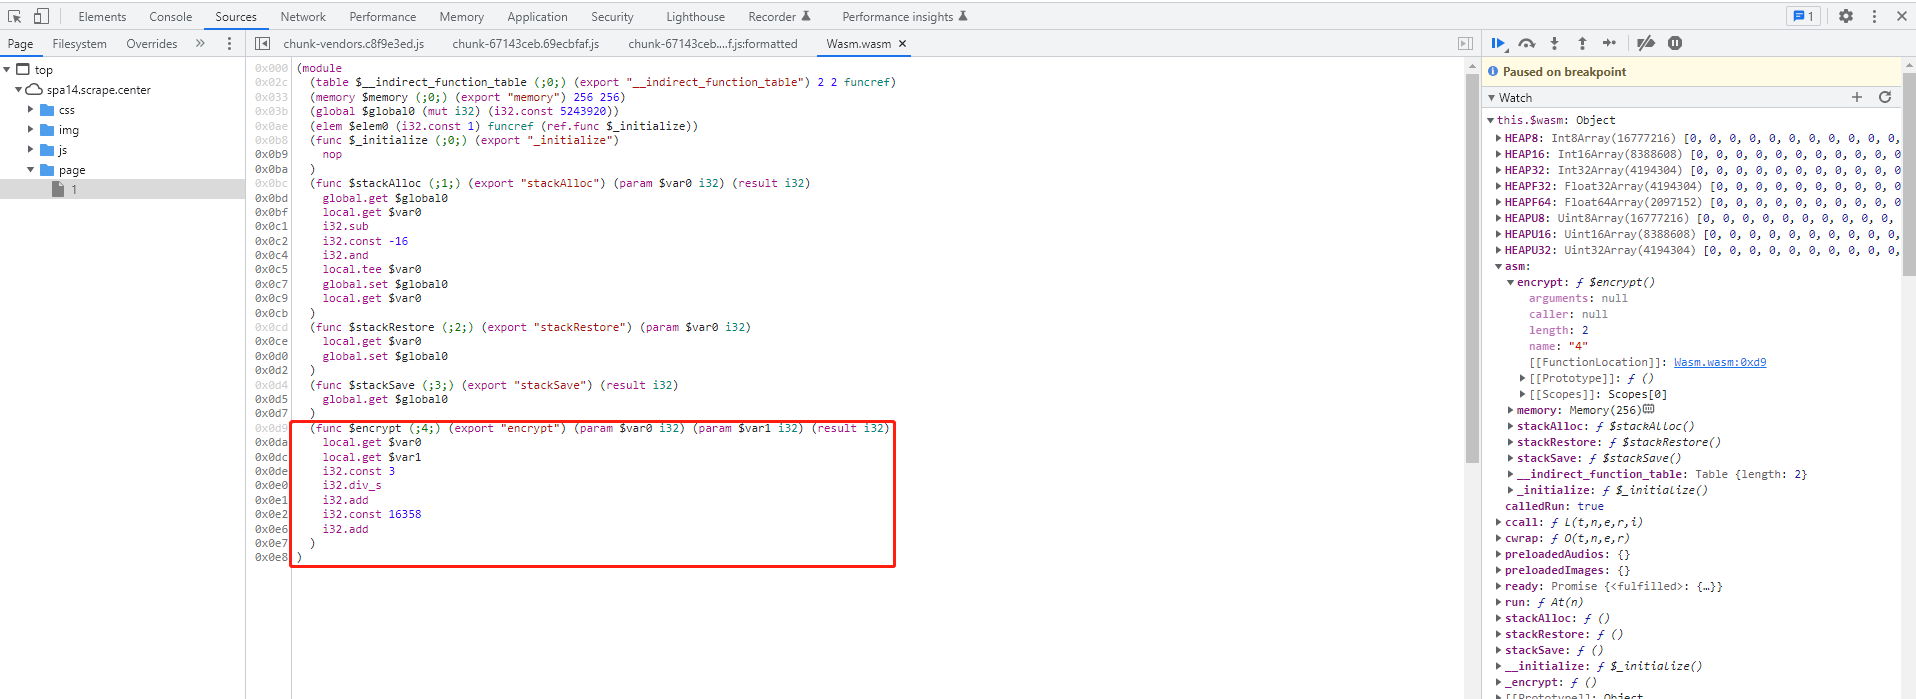 Elements Console Sources Network Performance Memory Application Security Lighthouse Recorder Performance insights 1
Page Filesystem Overrides » chunk-vendors.c8f9e3ed.js chunk-67143ceb.69ecbfaf.js chunk-67143ceb....f.js:formatted Wasm.wasm ×
top
spa14.scrape.center
css
img
js
page
1
0x000 (module
0x02c (table $__indirect_function_table (;0;) (export "__indirect_function_table") 2 2 funcref)
0x033 (memory $memory (;0;) (export "memory") 256 256)
0x03b (global $global0 (mut i32) (i32.const 5243920))
0x0ae (elem $elem0 (i32.const 1) funcref (ref.func $_initialize))
0x0b8 (func $_initialize (;0;) (export "_initialize")
0x0b9 nop
0x0ba )
0x0bc (func $stackAlloc (;1;) (export "stackAlloc") (param $var0 i32) (result i32)
0x0bd global.get $global0
0x0bf local.get $var0
0x0c1 i32.sub
0x0c2 i32.const -16
0x0c4 i32.and
0x0c5 local.tee $var0
0x0c7 global.set $global0
0x0c9 local.get $var0
0x0cb )
0x0cd (func $stackRestore (;2;) (export "stackRestore") (param $var0 i32)
0x0ce local.get $var0
0x0d0 global.set $global0
0x0d2 )
0x0d4 (func $stackSave (;3;) (export "stackSave") (result i32)
0x0d5 global.get $global0
0x0d7 )
0x0d9 (func $encrypt (;4;) (export "encrypt") (param $var0 i32) (param $var1 i32) (result i32)
0x0da local.get $var0
0x0dc local.get $var1
0x0de i32.const 3
0x0e0 i32.div_s
0x0e1 i32.add
0x0e2 i32.const 16358
0x0e6 i32.add
0x0e7 )
0x0e8 )
Paused on breakpoint
Watch
this.$wasm: Object
HEAP8: Int8Array(16777216) [0, 0, 0, 0, 0, 0, 0, 0, 0, 0,
HEAP16: Int16Array(8388608) [0, 0, 0, 0, 0, 0, 0, 0, 0, 0
HEAP32: Int32Array(4194304) [0, 0, 0, 0, 0, 0, 0, 0, 0, 0
HEAPF32: Float32Array(4194304) [0, 0, 0, 0, 0, 0, 0, 0, 0
HEAPF64: Float64Array(2097152) [0, 0, 0, 0, 0, 0, 0, 0, 0
HEAPU8: Uint8Array(16777216) [0, 0, 0, 0, 0, 0, 0, 0, 0,
HEAPU16: Uint16Array(8388608) [0, 0, 0, 0, 0, 0, 0, 0, 0,
HEAPU32: Uint32Array(4194304) [0, 0, 0, 0, 0, 0, 0, 0, 0,
asm:
encrypt: ƒ $encrypt()
arguments: null
caller: null
length: 2
name: "4"
[[FunctionLocation]]: Wasm.wasm:0xd9
[[Prototype]]: ƒ ()
[[Scopes]]: Scopes[0]
memory: Memory(256)
stackAlloc: ƒ $stackAlloc()
stackRestore: ƒ $stackRestore()
stackSave: ƒ $stackSave()
__indirect_function_table: Table {length: 2}
_initialize: ƒ $_initialize()
calledRun: true
ccall: ƒ L(t,n,e,r,i)
cwrap: ƒ O(t,n,e,r)
preloadedAudios: {}
preloadedImages: {}
ready: Promise {<fulfilled>: {…}}
run: ƒ At(n)
stackAlloc: ƒ ()
stackRestore: ƒ ()
stackSave: ƒ ()
__initialize: ƒ $_initialize()
_encrypt: ƒ ()
[[Prototype]]: Object